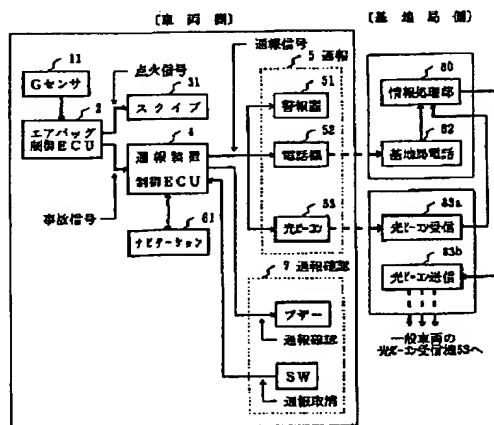 〔車両側〕
〔基地局側〕
11
Gセンサ
点火信号
31
スクイブ
2
エアバッグ
制御ECU
4
通報装置
制御ECU
事故信号
61
ナビゲーション
通報信号
5 通報
51
警報器
52
電話機
53
光ビーコン
7 通報確認
ブザー
通報確認
SW
通報取消
80
情報処理部
82
基地局電話
83a
光ビーコン受信
83b
光ビーコン送信
一般車両の
光ビーコン受信機53へ